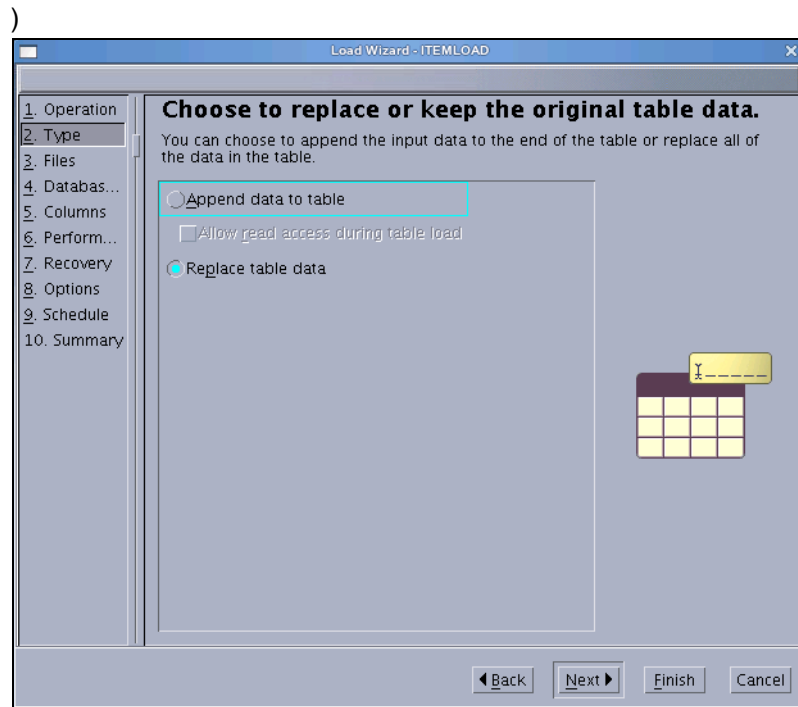 )
Load Wizard - ITEMLOAD
1. Operation
2. Type
3. Files
4. Databas...
5. Columns
6. Perform...
7. Recovery
8. Options
9. Schedule
10. Summary
Choose to replace or keep the original table data.
You can choose to append the input data to the end of the table or replace all of
the data in the table.
Append data to table
Allow read access during table load
Replace table data
Back
Next
Finish
Cancel